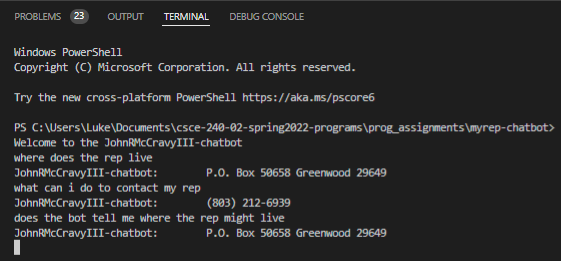 PROBLEMS 23 OUTPUT TERMINAL DEBUG CONSOLE
Windows PowerShell
Copyright (C) Microsoft Corporation. All rights reserved.
Try the new cross-platform PowerShell https://aka.ms/pscore6
PS C:\Users\Luke\Documents\csce-240-02-spring2022-programs\prog_assignments\myrep-chatbot>
Welcome to the JohnRMcCravyIII-chatbot
where does the rep live
JohnRMcCravyIII-chatbot: P.O. Box 50658 Greenwood 29649
what can i do to contact my rep
JohnRMcCravyIII-chatbot: (803) 212-6939
does the bot tell me where the rep might live
JohnRMcCravyIII-chatbot: P.O. Box 50658 Greenwood 29649